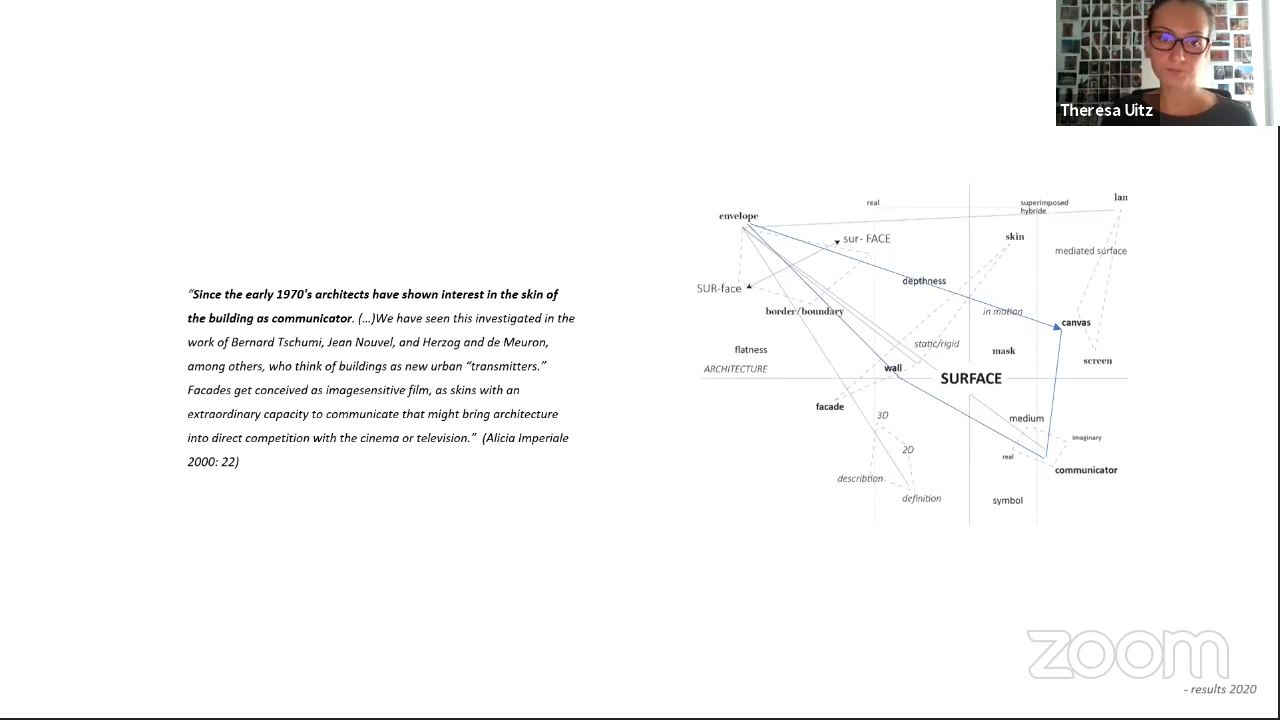 Theresa Uitz
“Since the early 1970's architects have shown interest in the skin of
the building as communicator. (...)We have seen this investigated in the
work of Bernard Tschumi, Jean Nouvel, and Herzog and de Meuron,
among others, who think of buildings as new urban “transmitters.”
Facades get conceived as imagesensitive film, as skins with an
extraordinary capacity to communicate that might bring architecture
into direct competition with the cinema or television.” (Alicia Imperiale
2000: 22)
lan
real
superimposed
hybride
envelope
sur- FACE
skin
mediated surface
depthness
SUR-face
border/boundary
in motion
canvas
static/rigid
flatness
mask
screen
ARCHITECTURE
wall
SURFACE
facade
3D
medium
imaginary
2D
real
communicator
describtion
definition
symbol
zoom
- results 2020